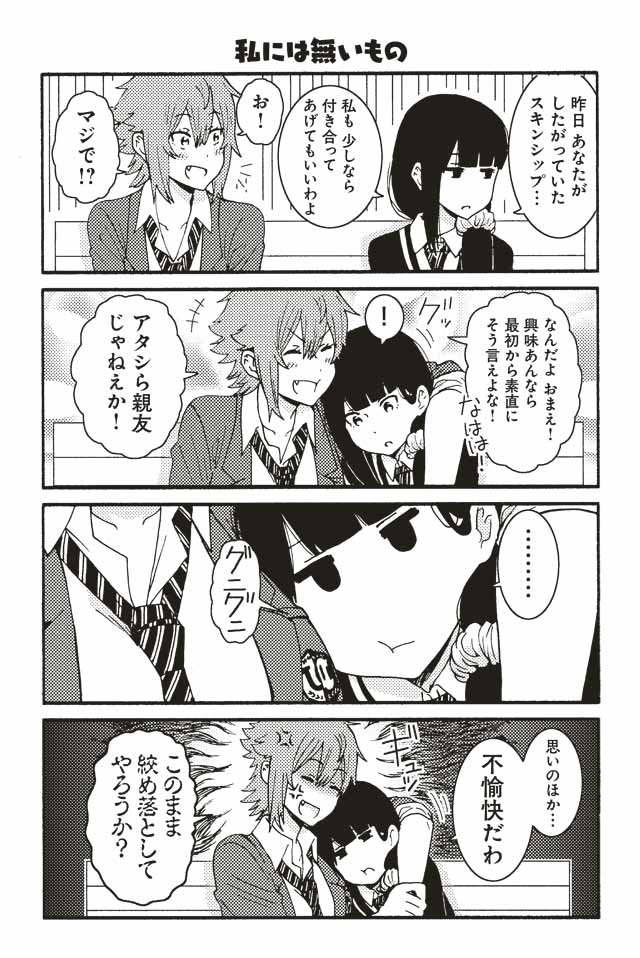 私には無いもの
昨日 あなたが
したがっていた
スキンシップ…
私も 少しなら
付き合って
あげてもいいわよ
お！
マジで！？
なんだよ おまえ！
興味あんなら
最初から素直に
そう言えよな！
グッ
なははは！
！
アタシら親友
じゃねえか！
………
グニグニ
思いのほか…
不愉快だわ
ギュッ
このまま
絞め落として
やろうか？